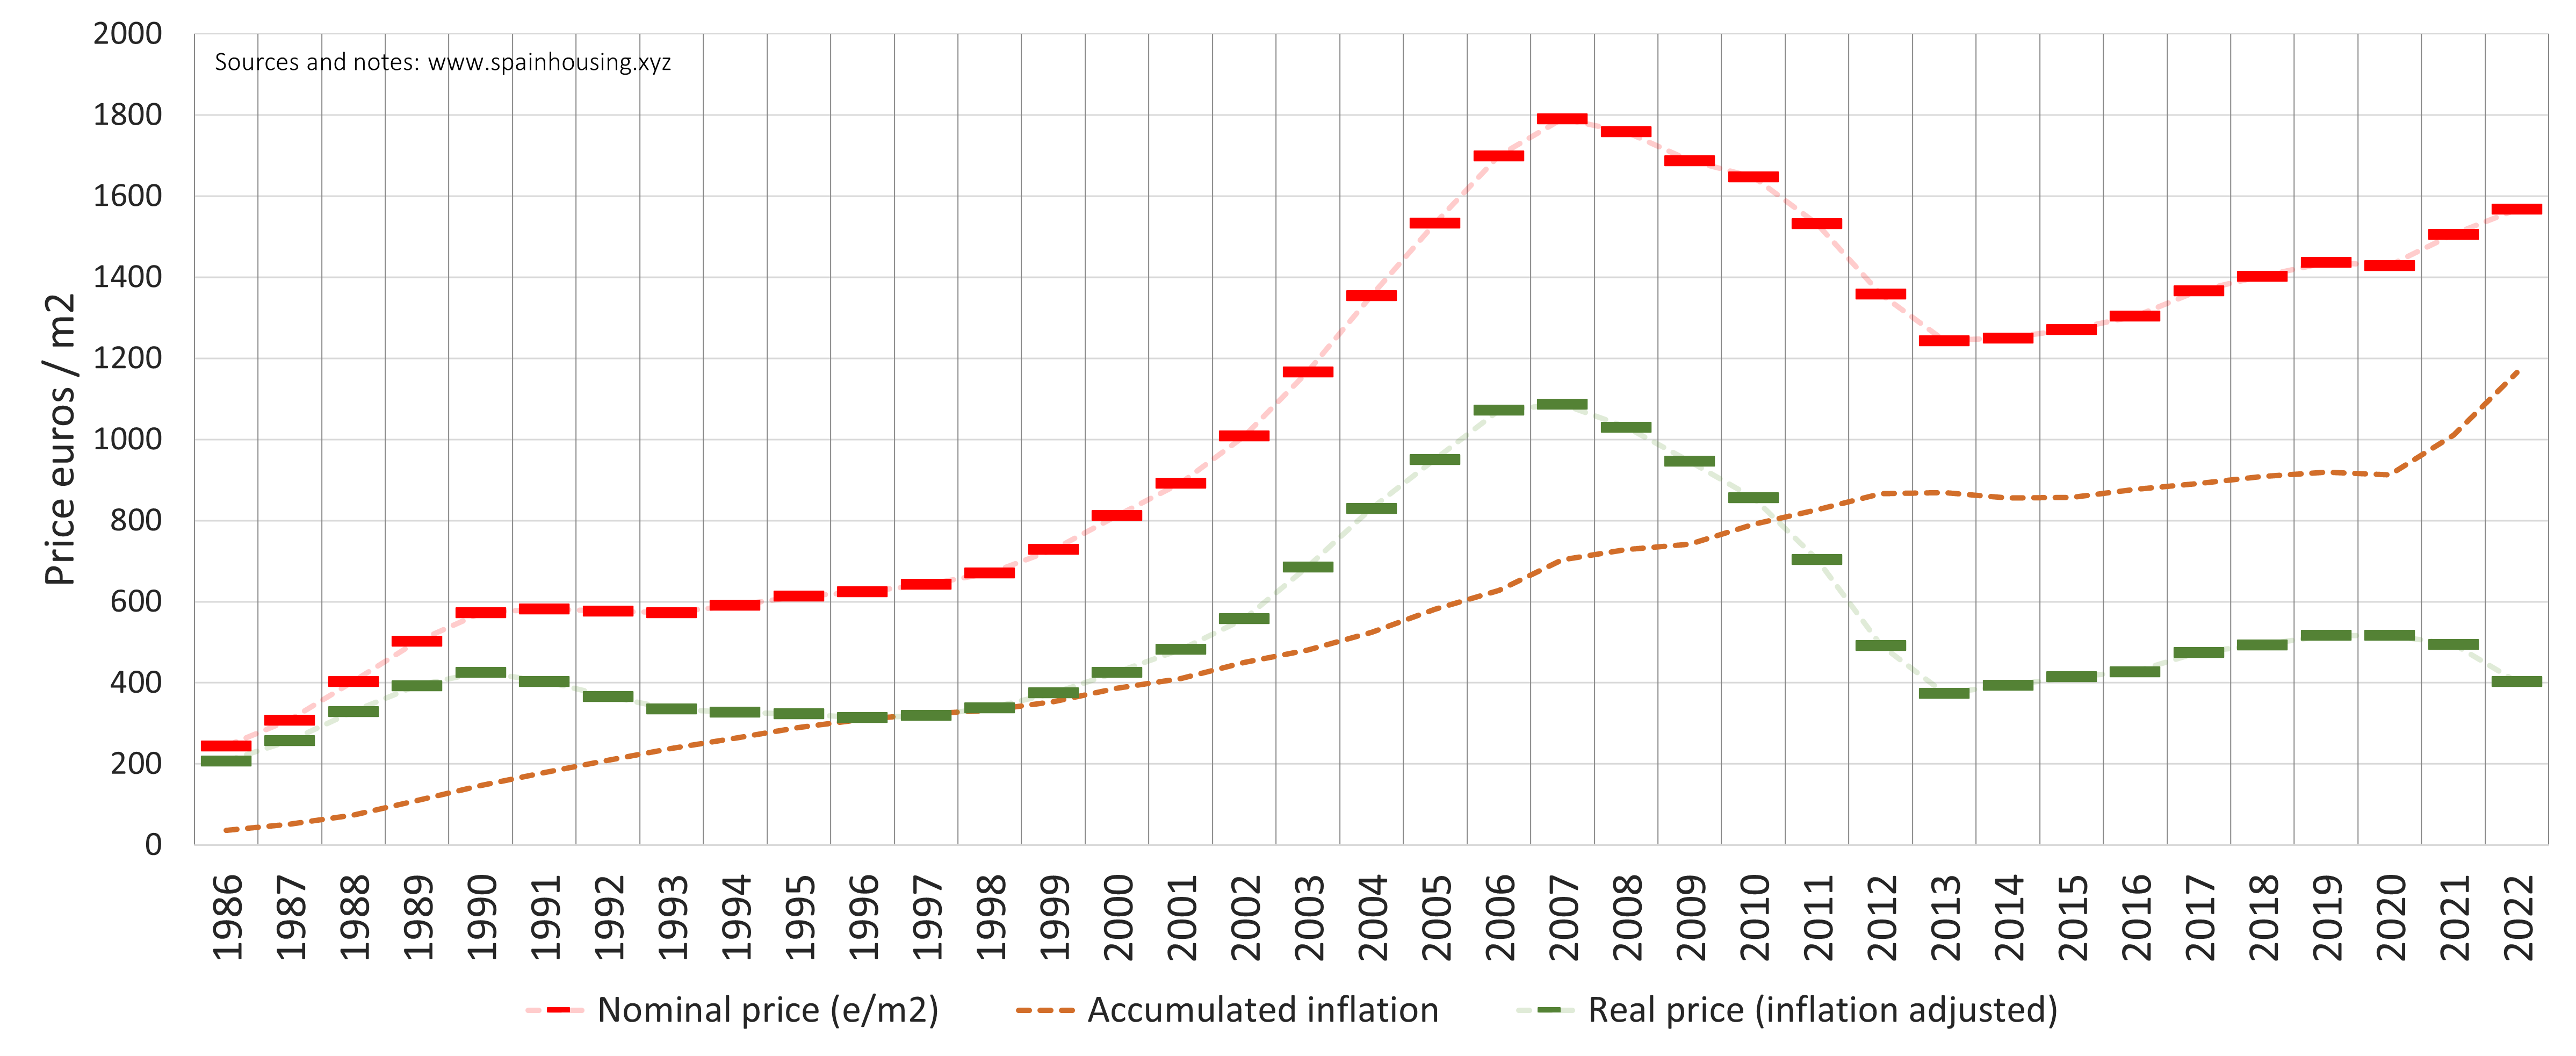 2000
Sources and notes: www.spainhousing.xyz
1800
1600
1400
1200
1000
800
600
400
200
0
Price euros / m2
1986 1987 1988 1989 1990 1991 1992 1993 1994 1995 1996 1997 1998 1999 2000 2001 2002 2003 2004 2005 2006 2007 2008 2009 2010 2011 2012 2013 2014 2015 2016 2017 2018 2019 2020 2021 2022
Nominal price (e/m2) Accumulated inflation Real price (inflation adjusted)